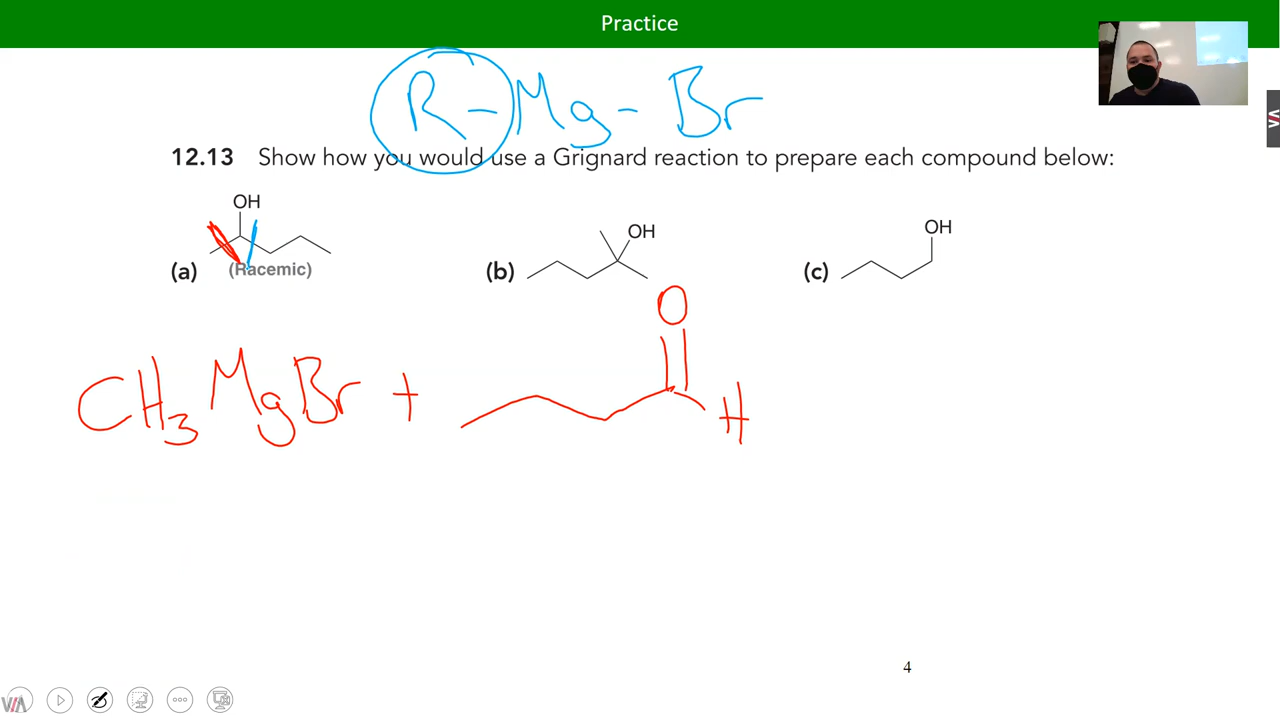 Practice
R-Mg-Br
12.13 Show how you would use a Grignard reaction to prepare each compound below:
OH
(a) (Racemic)
OH
(b)
OH
(c)
O
CH3MgBr + H
4
VIA